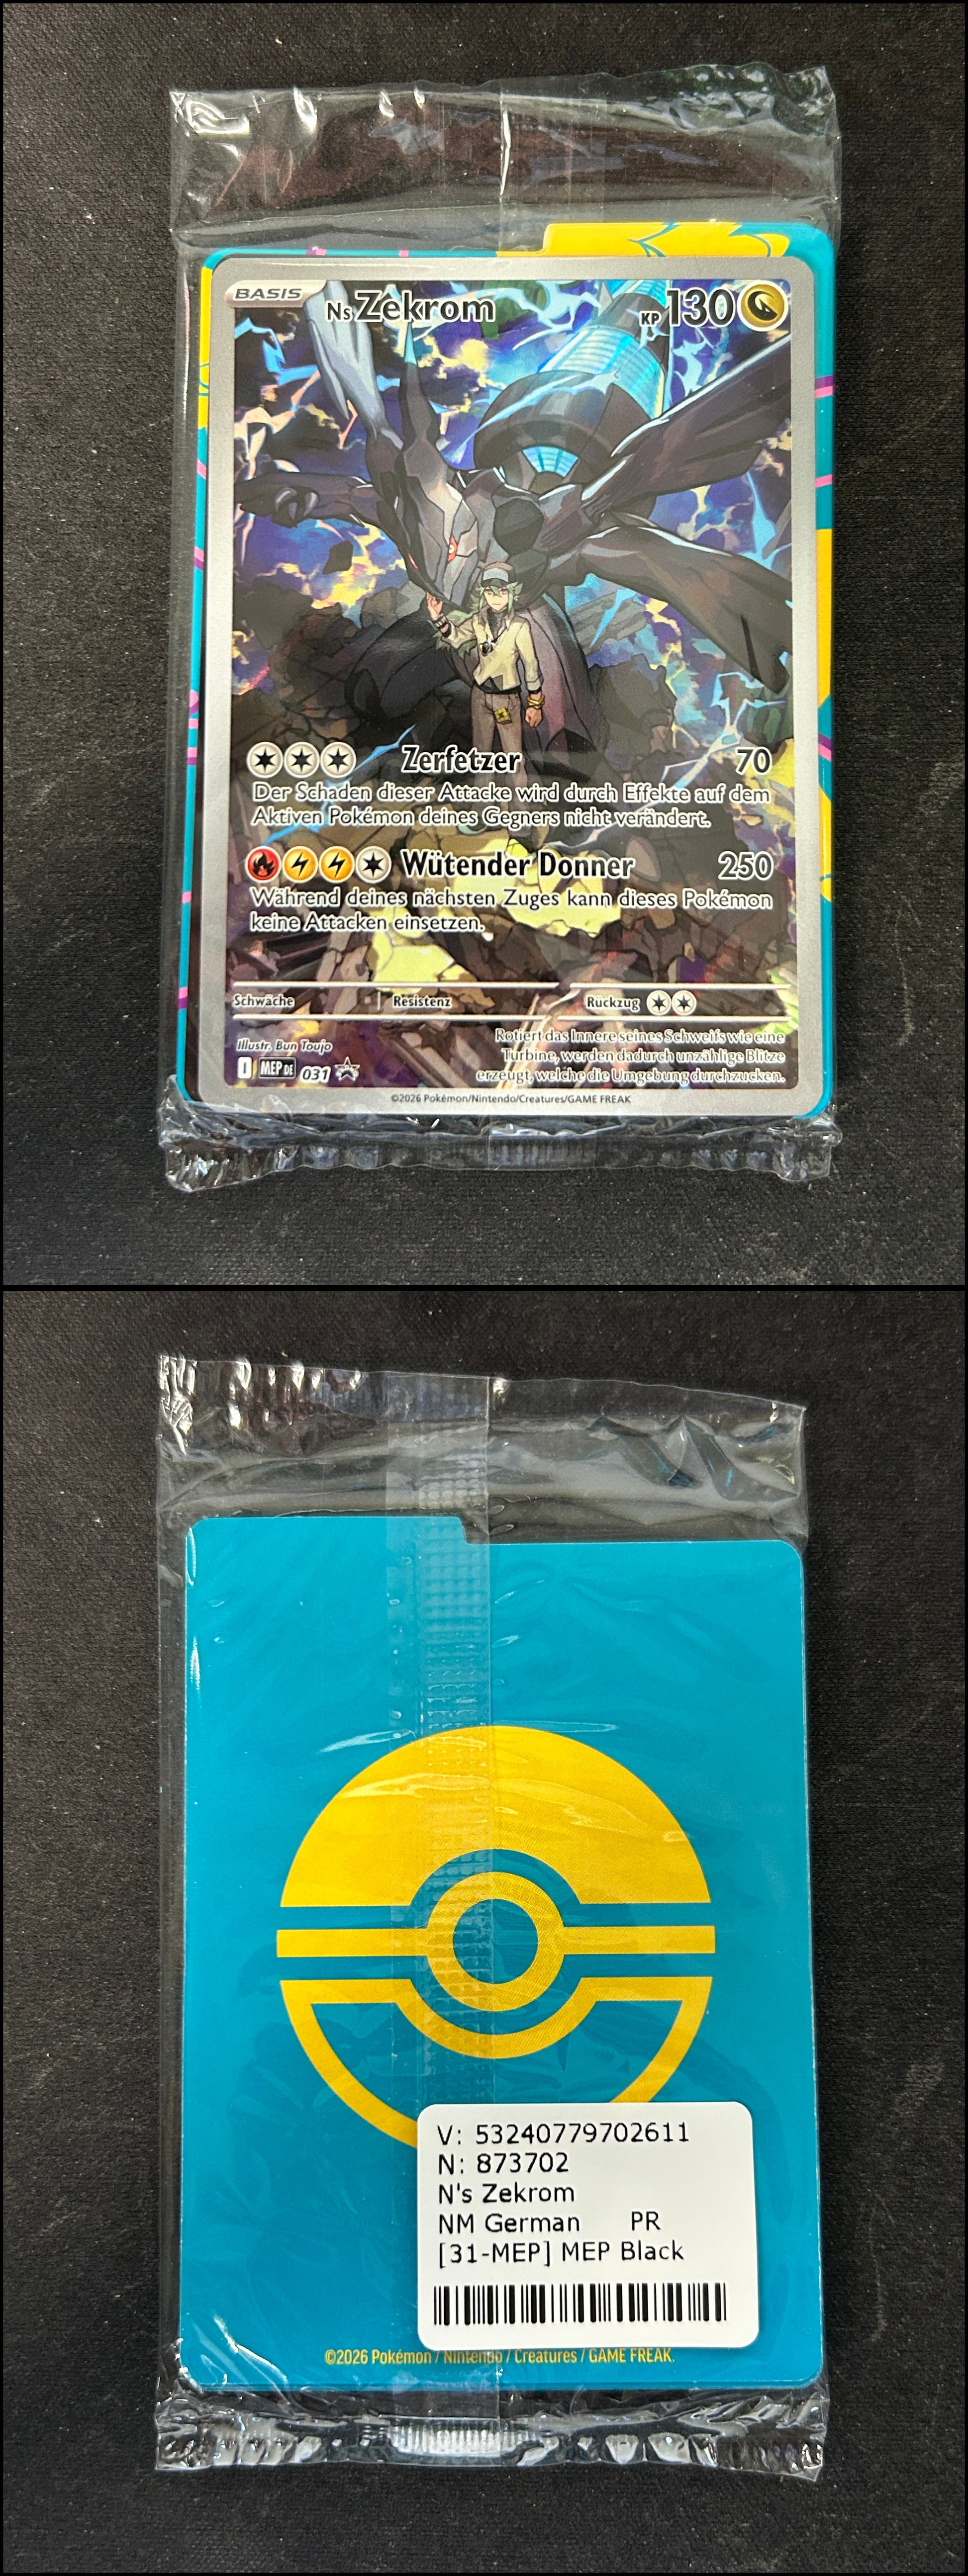 BASIS
Ns Zekrom
KP 130
Zerfetzer 70
Der Schaden dieser Attacke wird durch Effekte auf dem
Aktiven Pokémon deines Gegners nicht verändert.
Wütender Donner 250
Während deines nächsten Zuges kann dieses Pokémon
keine Attacken einsetzen.
Schwäche Resistenz Rückzug
Illustr. Bun Toujo
Rotiert das Innere seines Schweifs wie eine
Turbine, werden dadurch unzählige Blitze
erzeugt, welche die Umgebung durchzucken.
I MEP DE 031
©2026 Pokémon/Nintendo/Creatures/GAME FREAK
V: 53240779702611
N: 873702
N's Zekrom
NM German PR
[31-MEP] MEP Black
©2026 Pokémon / Nintendo / Creatures / GAME FREAK.